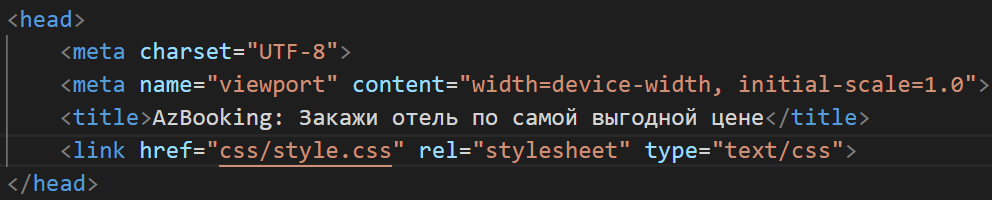 <head>
<meta charset="UTF-8">
<meta name="viewport" content="width=device-width, initial-scale=1.0">
<title>AzBooking: Закажи отель по самой выгодной цене</title>
<link href="css/style.css" rel="stylesheet" type="text/css">
</head>